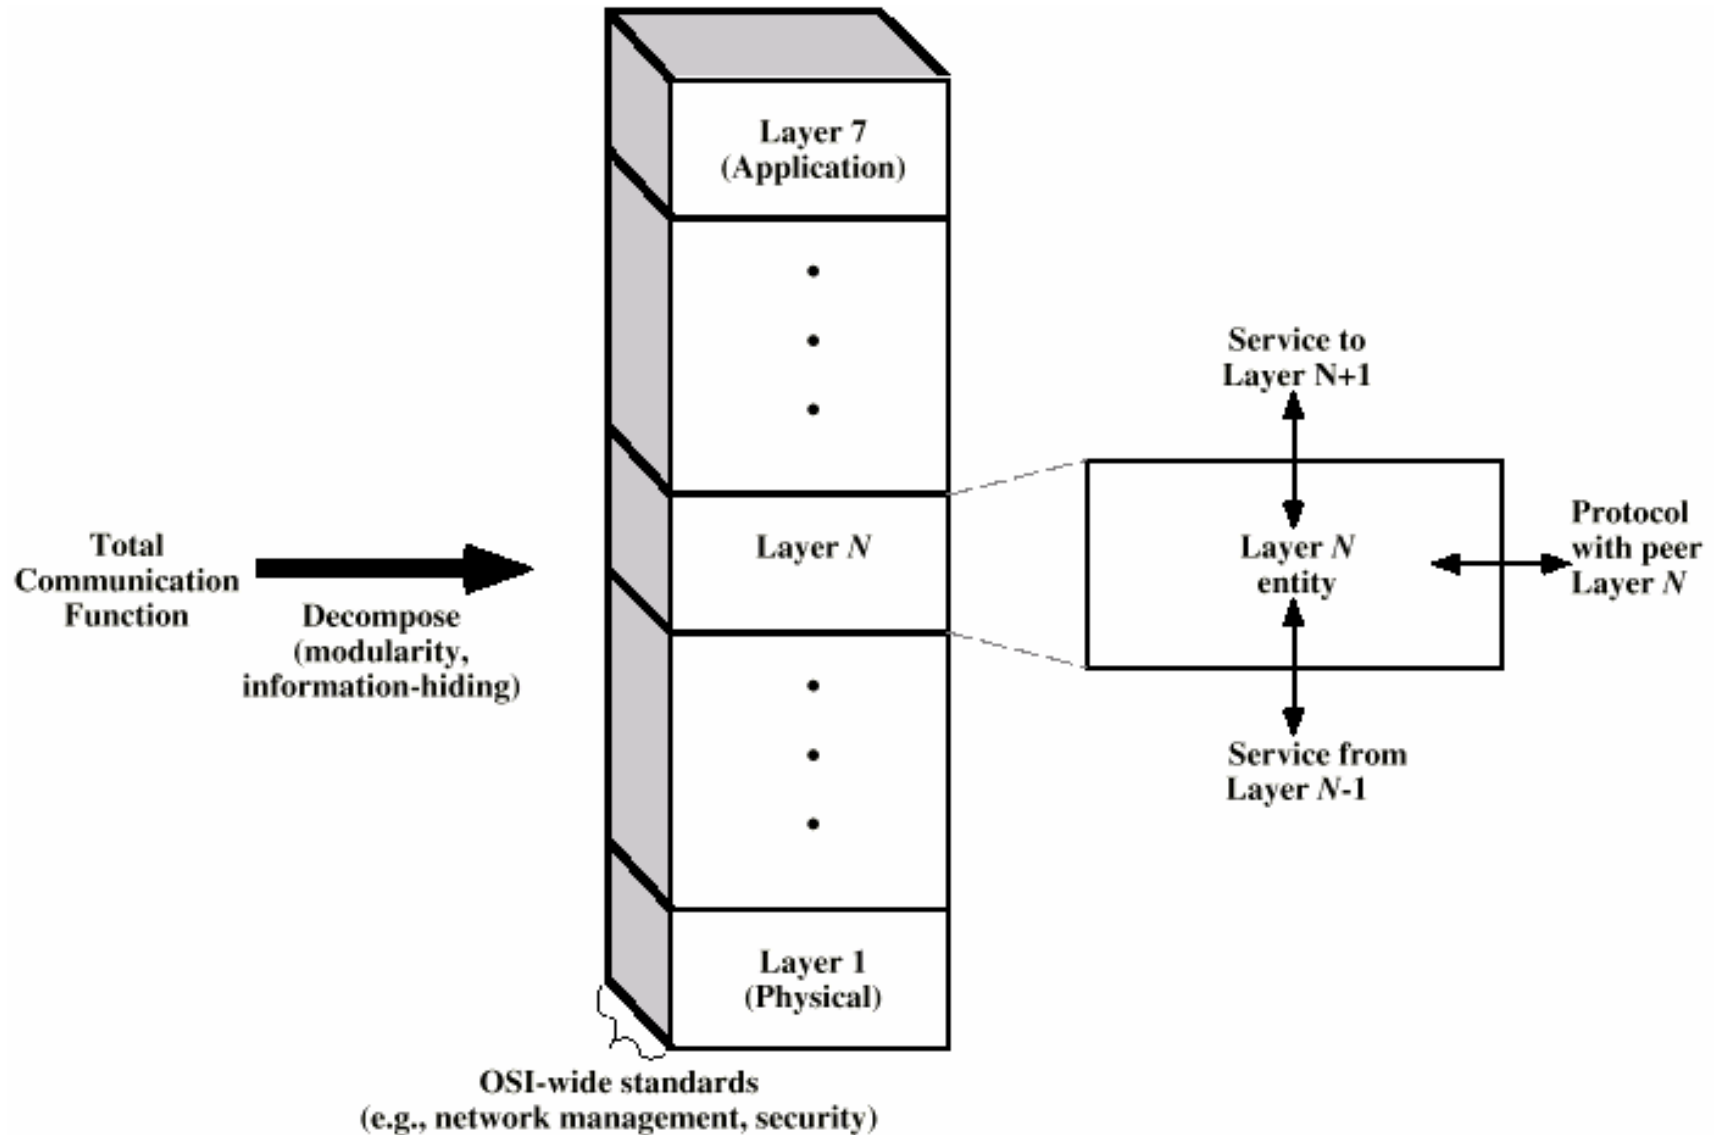 Layer 7
(Application)
Service to
Layer N+1
Total
Communication
Function
Decompose
(modularity,
information-hiding)
Layer N
Layer N
entity
Protocol
with peer
Layer N
Service from
Layer N-1
Layer 1
(Physical)
OSI-wide standards
(e.g., network management, security)